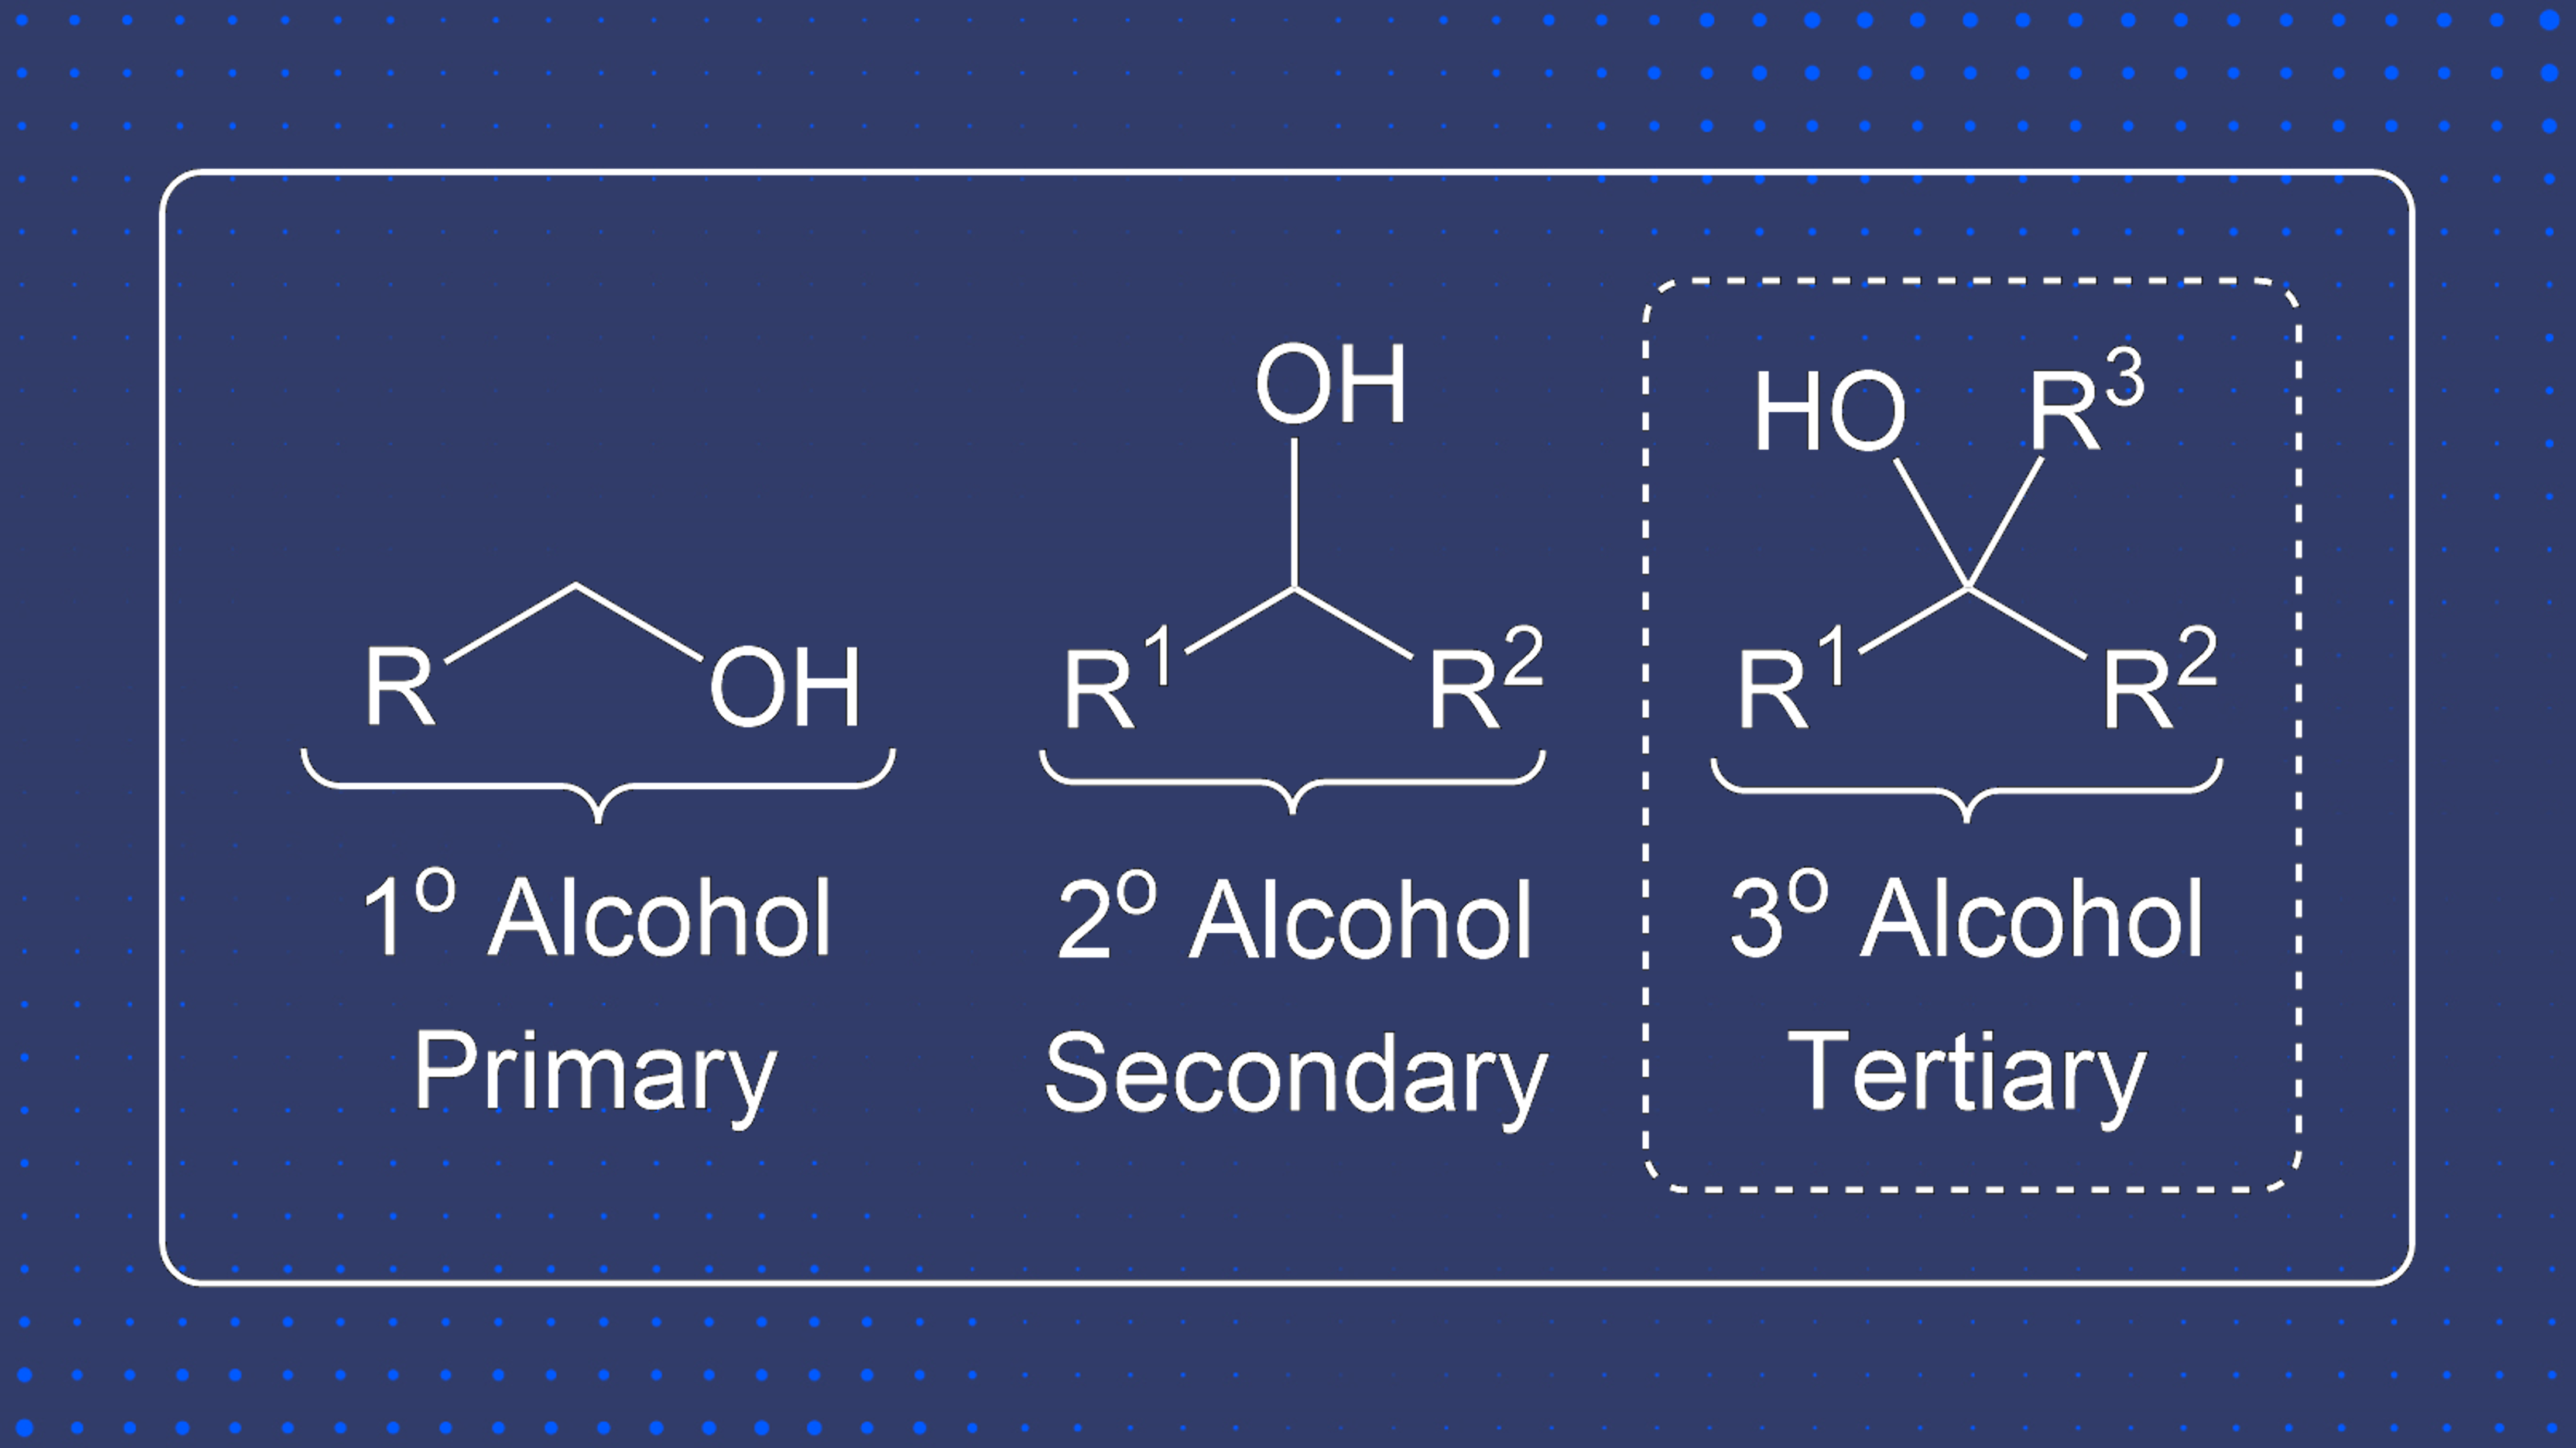 OH
HO R³
R OH
R¹ R²
R¹ R²
1º Alcohol
Primary
2º Alcohol
Secondary
3º Alcohol
Tertiary